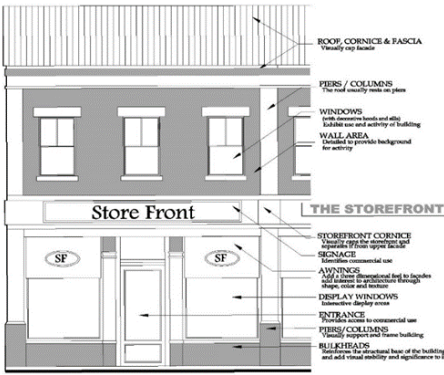 ROOF, CORNICE & FASCIA
Visually cap facade
PIERS / COLUMNS
The roof usually rests on piers
WINDOWS
(with decorative hoods and sills)
Exhibit use and activity of building
WALL AREA
Detailed to provide background
for activity
Store Front
THE STOREFRONT
STOREFRONT CORNICE
Visually caps the storefront and
separates it from upper facade
SIGNAGE
Identifies commercial use
SF
SF
AWNINGS
Add a three dimensional feel to facades
add interest to architecture through
shape, color and texture
DISPLAY WINDOWS
Interactive display areas
ENTRANCE
Provides access to commercial use
PIERS/COLUMNS
Visually support and frame building
BULKHEADS
Reinforces the structural base of the building
and add visual stability and significance to